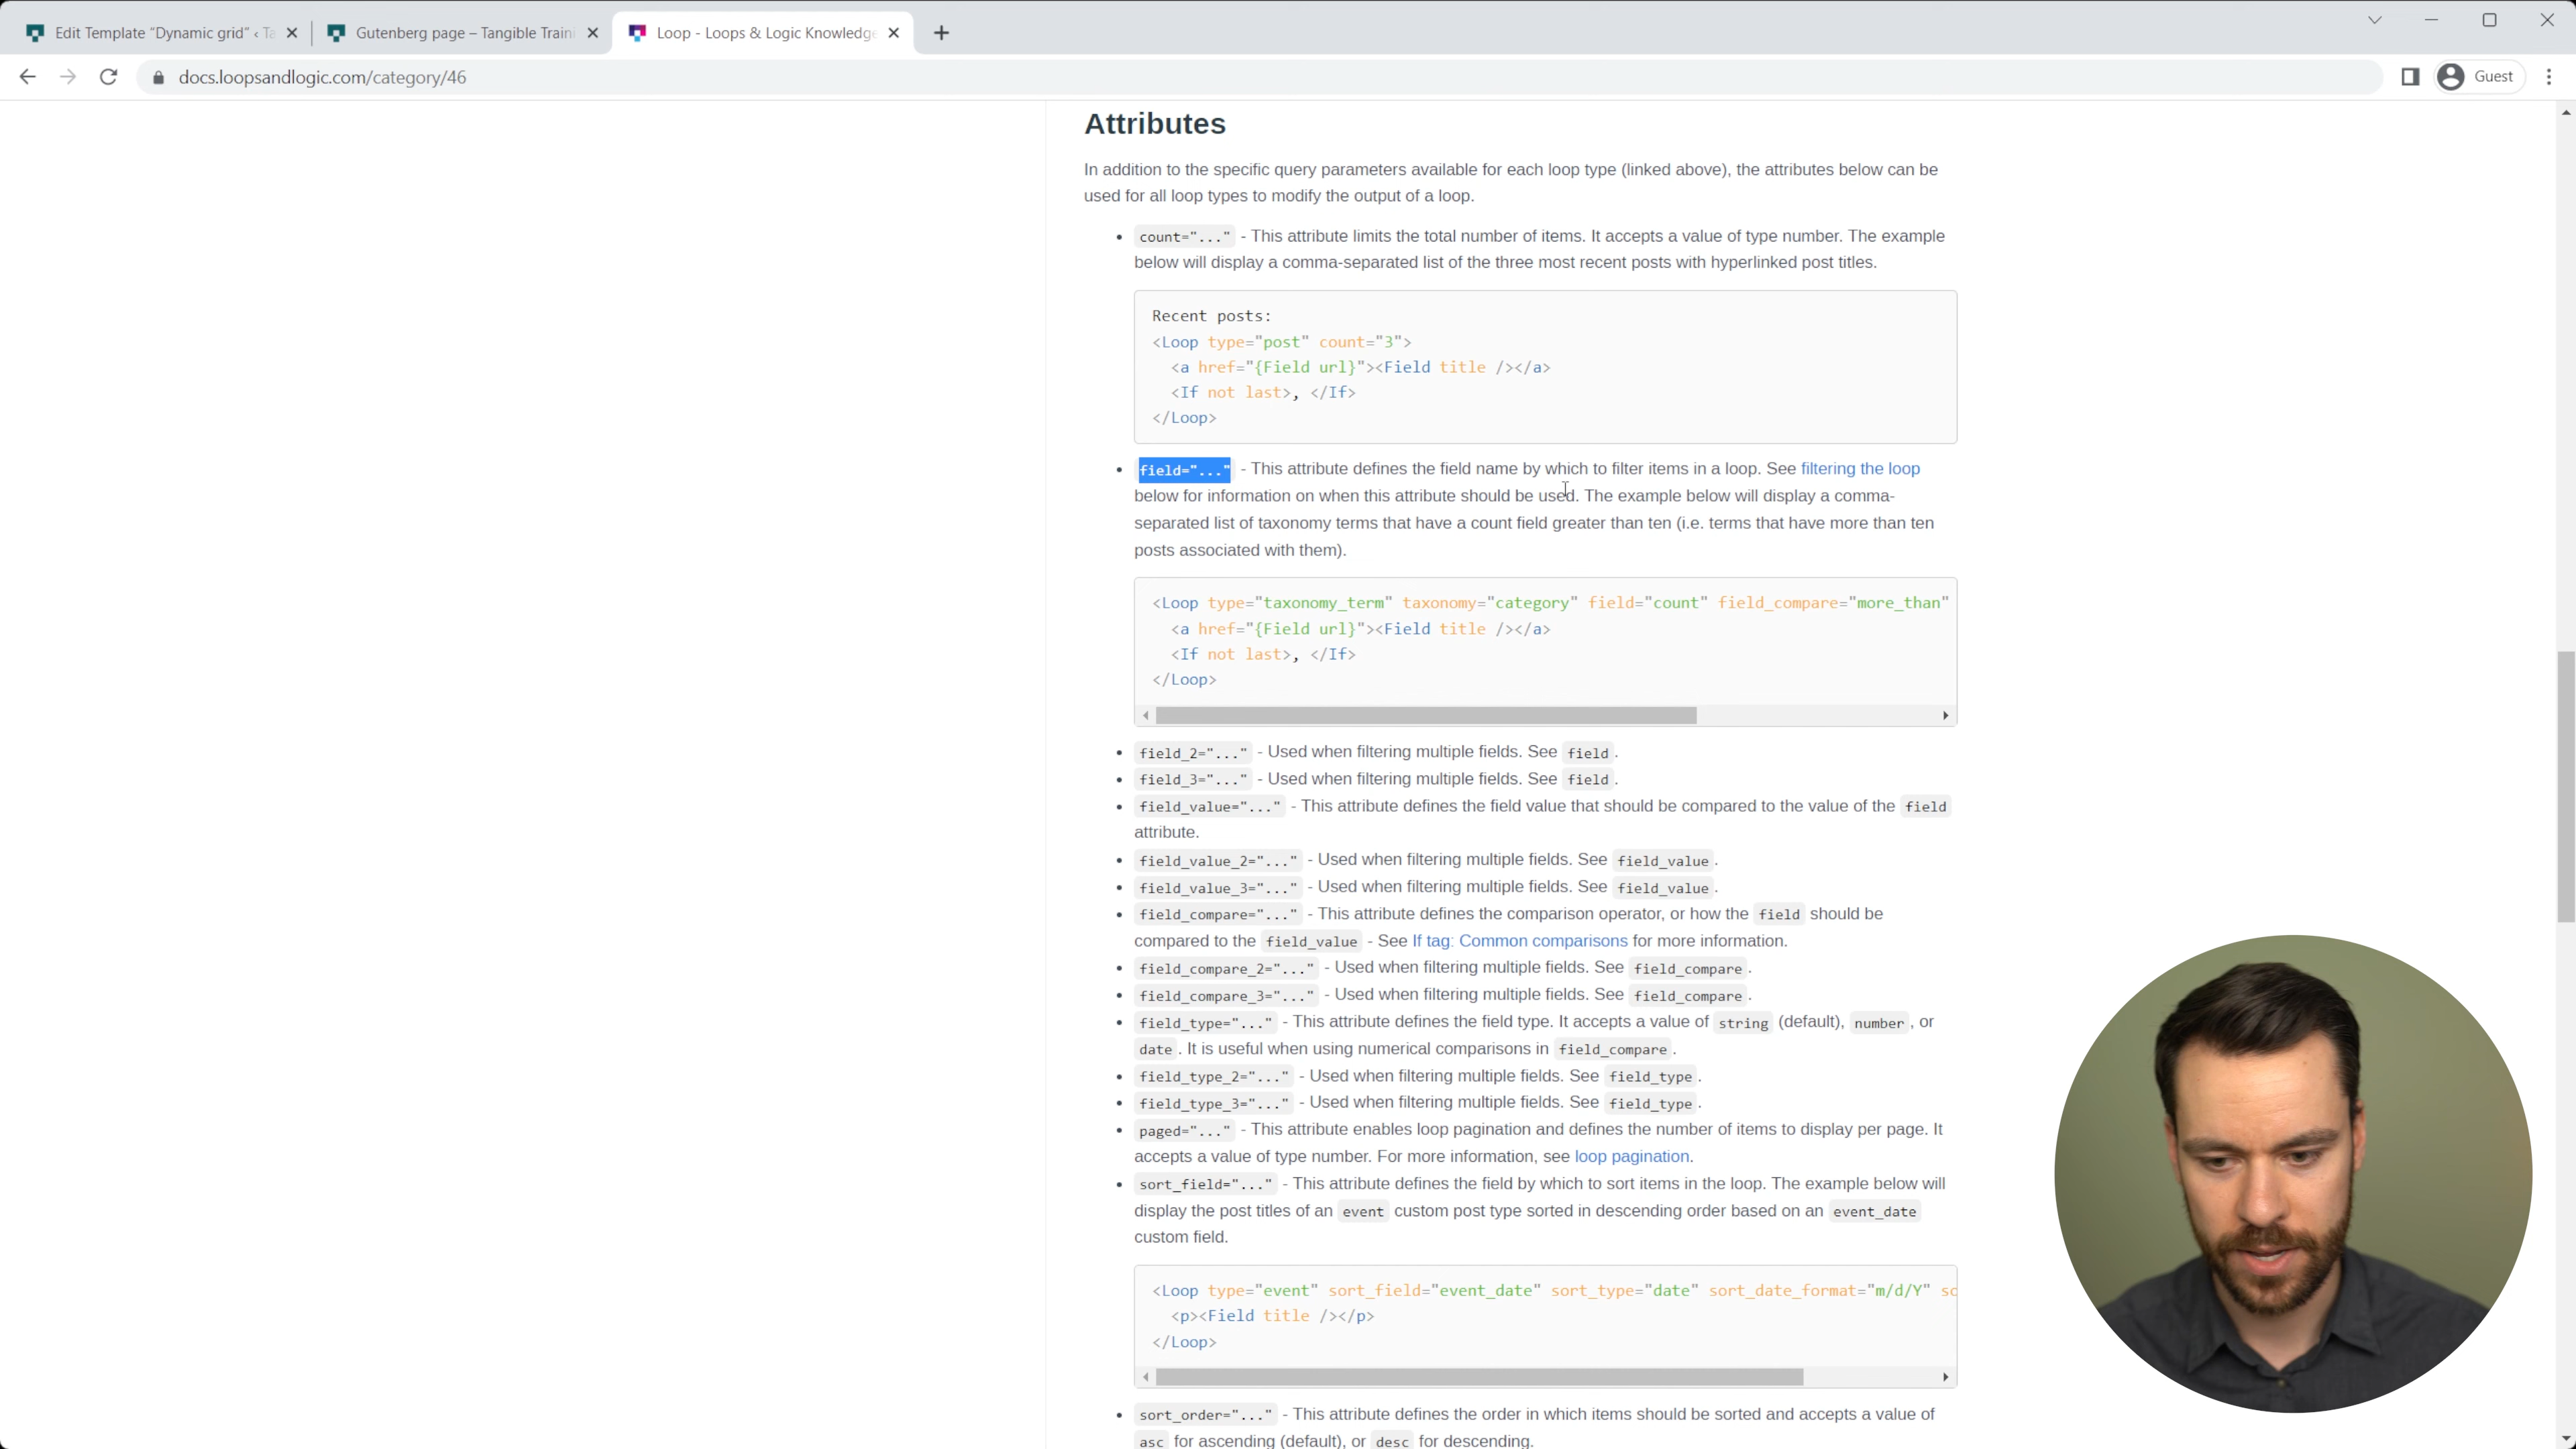 Edit Template “Dynamic grid” ‹ Ta
Gutenberg page – Tangible Traini
Loop - Loops & Logic Knowledge
docs.loopsandlogic.com/category/46
Guest
Attributes
In addition to the specific query parameters available for each loop type (linked above), the attributes below can be
used for all loop types to modify the output of a loop.
count="..." - This attribute limits the total number of items. It accepts a value of type number. The example
below will display a comma-separated list of the three most recent posts with hyperlinked post titles.
Recent posts:
<Loop type="post" count="3">
<a href="{Field url}"><Field title /></a>
<If not last>, </If>
</Loop>
field="..." - This attribute defines the field name by which to filter items in a loop. See filtering the loop
below for information on when this attribute should be used. The example below will display a comma-
separated list of taxonomy terms that have a count field greater than ten (i.e. terms that have more than ten
posts associated with them).
<Loop type="taxonomy_term" taxonomy="category" field="count" field_compare="more_than"
<a href="{Field url}"><Field title /></a>
<If not last>, </If>
</Loop>
field_2="..." - Used when filtering multiple fields. See field.
field_3="..." - Used when filtering multiple fields. See field.
field_value="..." - This attribute defines the field value that should be compared to the value of the field
attribute.
field_value_2="..." - Used when filtering multiple fields. See field_value.
field_value_3="..." - Used when filtering multiple fields. See field_value.
field_compare="..." - This attribute defines the comparison operator, or how the field should be
compared to the field_value - See If tag: Common comparisons for more information.
field_compare_2="..." - Used when filtering multiple fields. See field_compare.
field_compare_3="..." - Used when filtering multiple fields. See field_compare.
field_type="..." - This attribute defines the field type. It accepts a value of string (default), number, or
date. It is useful when using numerical comparisons in field_compare.
field_type_2="..." - Used when filtering multiple fields. See field_type.
field_type_3="..." - Used when filtering multiple fields. See field_type.
paged="..." - This attribute enables loop pagination and defines the number of items to display per page. It
accepts a value of type number. For more information, see loop pagination.
sort_field="..." - This attribute defines the field by which to sort items in the loop. The example below will
display the post titles of an event custom post type sorted in descending order based on an event_date
custom field.
<Loop type="event" sort_field="event_date" sort_type="date" sort_date_format="m/d/Y" so
<p><Field title /></p>
</Loop>
sort_order="..." - This attribute defines the order in which items should be sorted and accepts a value of
asc for ascending (default), or desc for descending.